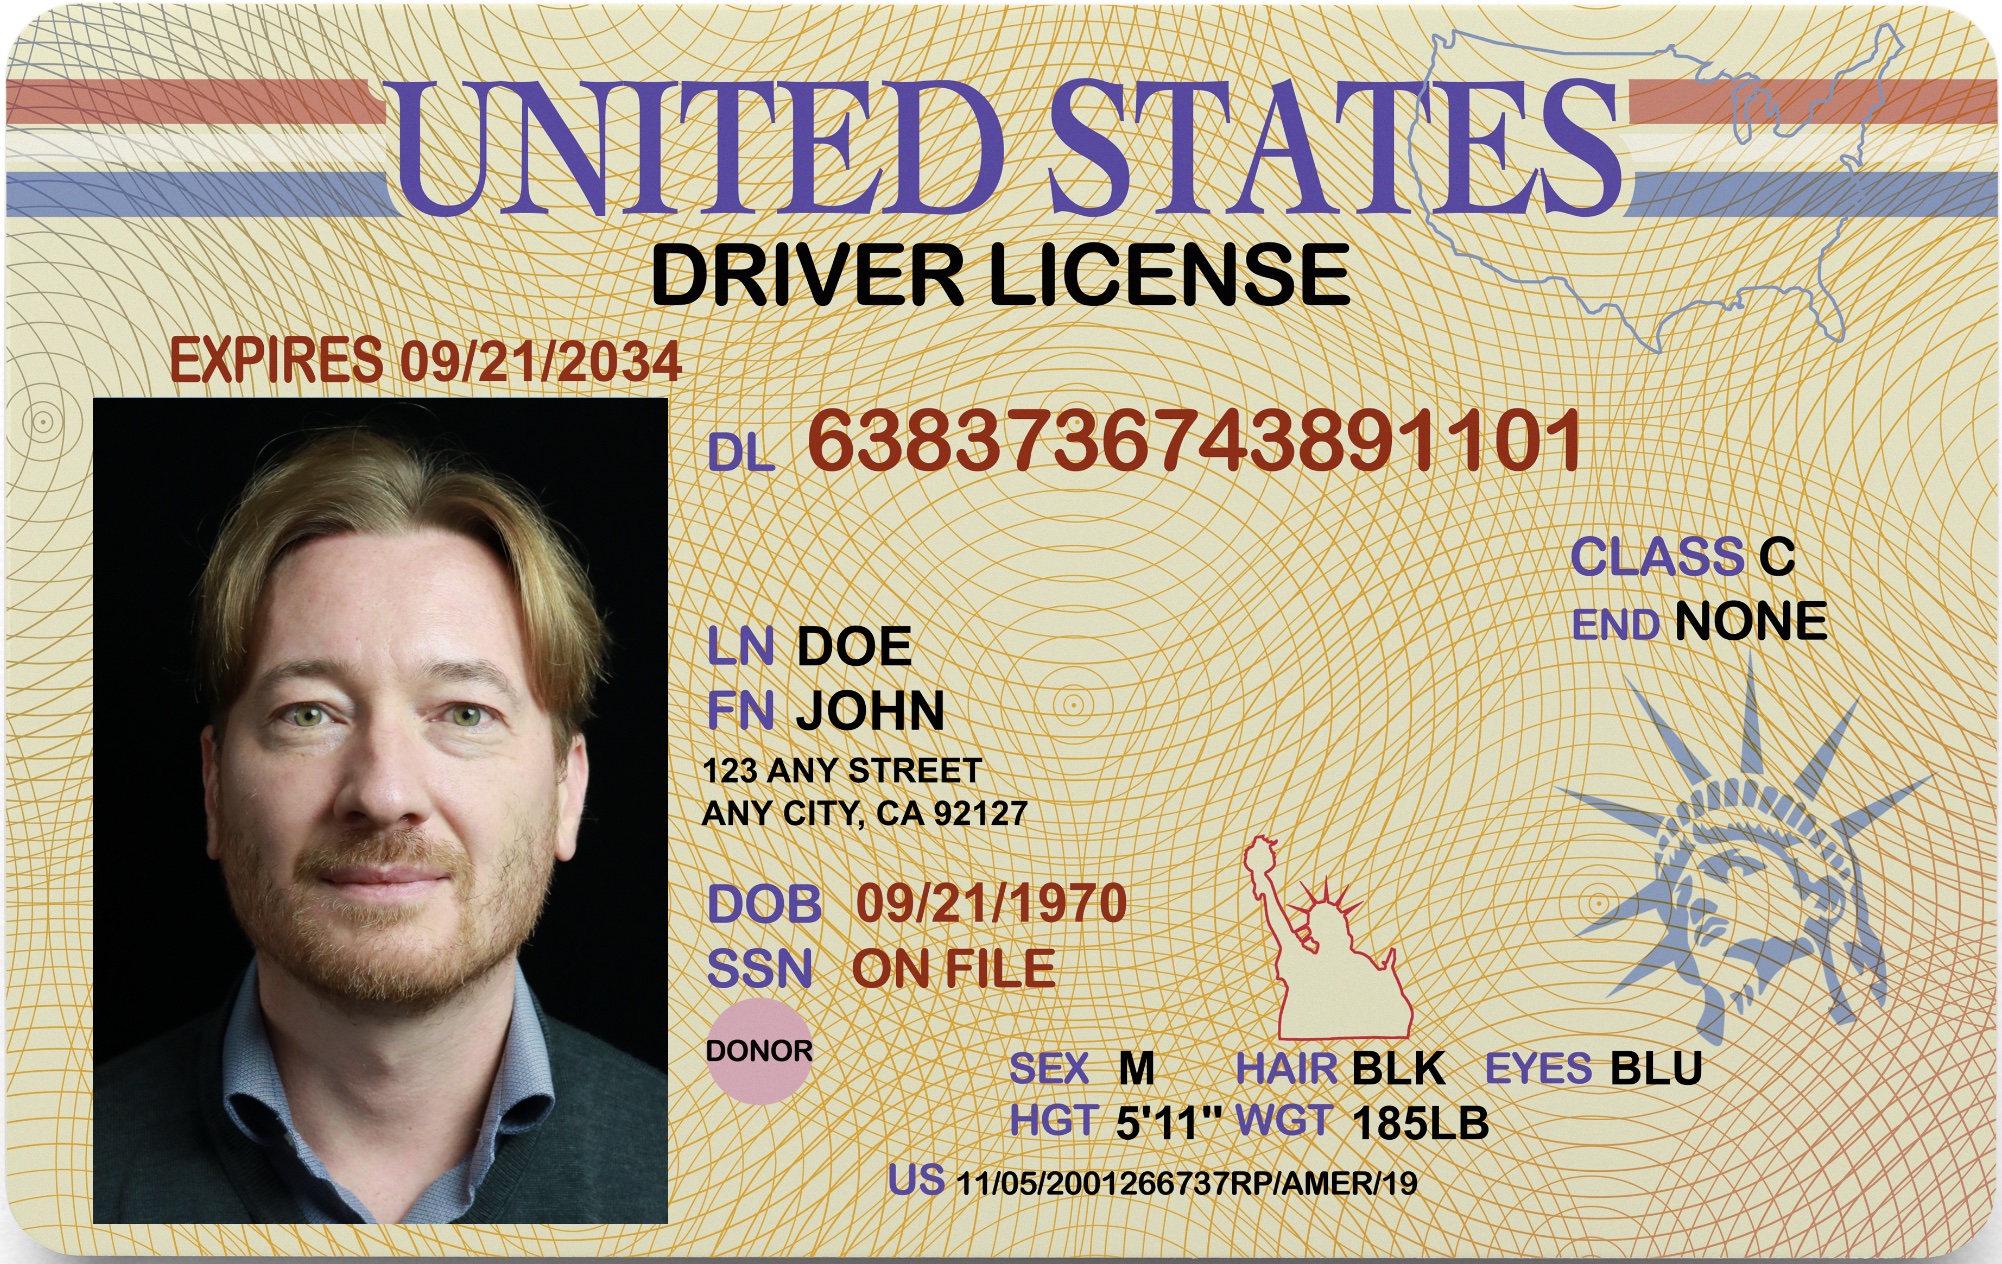 UNITED STATES
DRIVER LICENSE
EXPIRES 09/21/2034
DL 6383736743891101
CLASS C
END NONE
LN DOE
FN JOHN
123 ANY STREET
ANY CITY, CA 92127
DOB 09/21/1970
SSN ON FILE
DONOR
SEX M HAIR BLK EYES BLU
HGT 5'11" WGT 185LB
US 11/05/2001266737RP/AMER/19